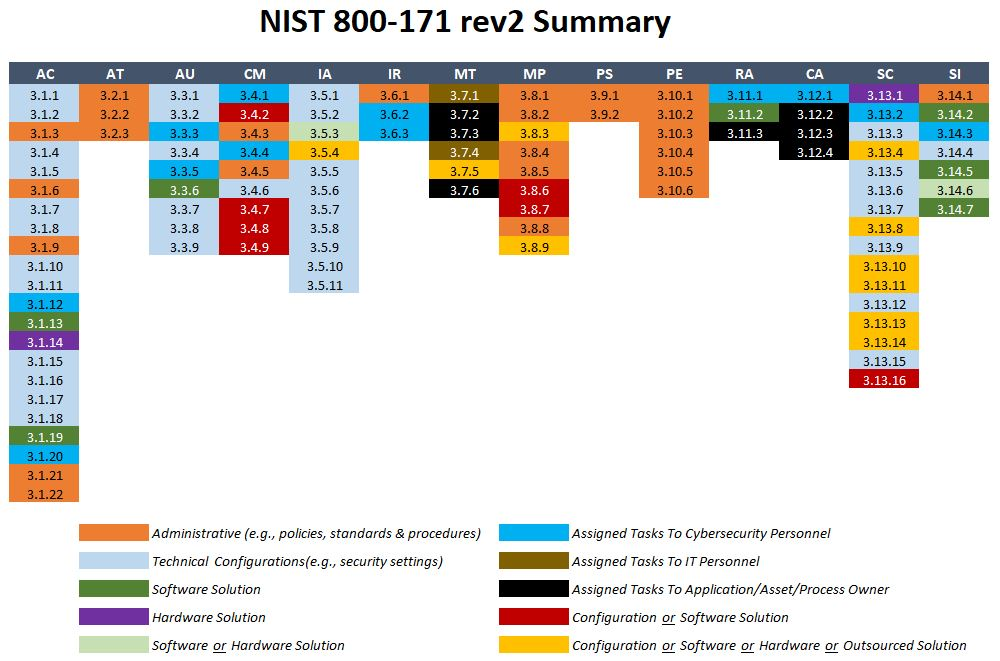 NIST 800-171 rev2 Summary
AC AT AU CM IA IR MT MP PS PE RA CA SC SI
3.1.1 3.2.1 3.3.1 3.4.1 3.5.1 3.6.1 3.7.1 3.8.1 3.9.1 3.10.1 3.11.1 3.12.1 3.13.1 3.14.1
3.1.2 3.2.2 3.3.2 3.4.2 3.5.2 3.6.2 3.7.2 3.8.2 3.9.2 3.10.2 3.11.2 3.12.2 3.13.2 3.14.2
3.1.3 3.2.3 3.3.3 3.4.3 3.5.3 3.6.3 3.7.3 3.8.3 3.10.3 3.11.3 3.12.3 3.13.3 3.14.3
3.1.4 3.3.4 3.4.4 3.5.4 3.7.4 3.8.4 3.10.4 3.12.4 3.13.4 3.14.4
3.1.5 3.3.5 3.4.5 3.5.5 3.7.5 3.8.5 3.10.5 3.13.5 3.14.5
3.1.6 3.3.6 3.4.6 3.5.6 3.7.6 3.8.6 3.10.6 3.13.6 3.14.6
3.1.7 3.3.7 3.4.7 3.5.7 3.8.7 3.13.7 3.14.7
3.1.8 3.3.8 3.4.8 3.5.8 3.8.8 3.13.8
3.1.9 3.3.9 3.4.9 3.5.9 3.8.9 3.13.9
3.1.10 3.5.10 3.13.10
3.1.11 3.5.11 3.13.11
3.1.12 3.13.12
3.1.13 3.13.13
3.1.14 3.13.14
3.1.15 3.13.15
3.1.16 3.13.16
3.1.17
3.1.18
3.1.19
3.1.20
3.1.21
3.1.22
Administrative (e.g., policies, standards & procedures) Assigned Tasks To Cybersecurity Personnel
Technical Configurations(e.g., security settings) Assigned Tasks To IT Personnel
Software Solution Assigned Tasks To Application/Asset/Process Owner
Hardware Solution Configuration or Software Solution
Software or Hardware Solution Configuration or Software or Hardware or Outsourced Solution